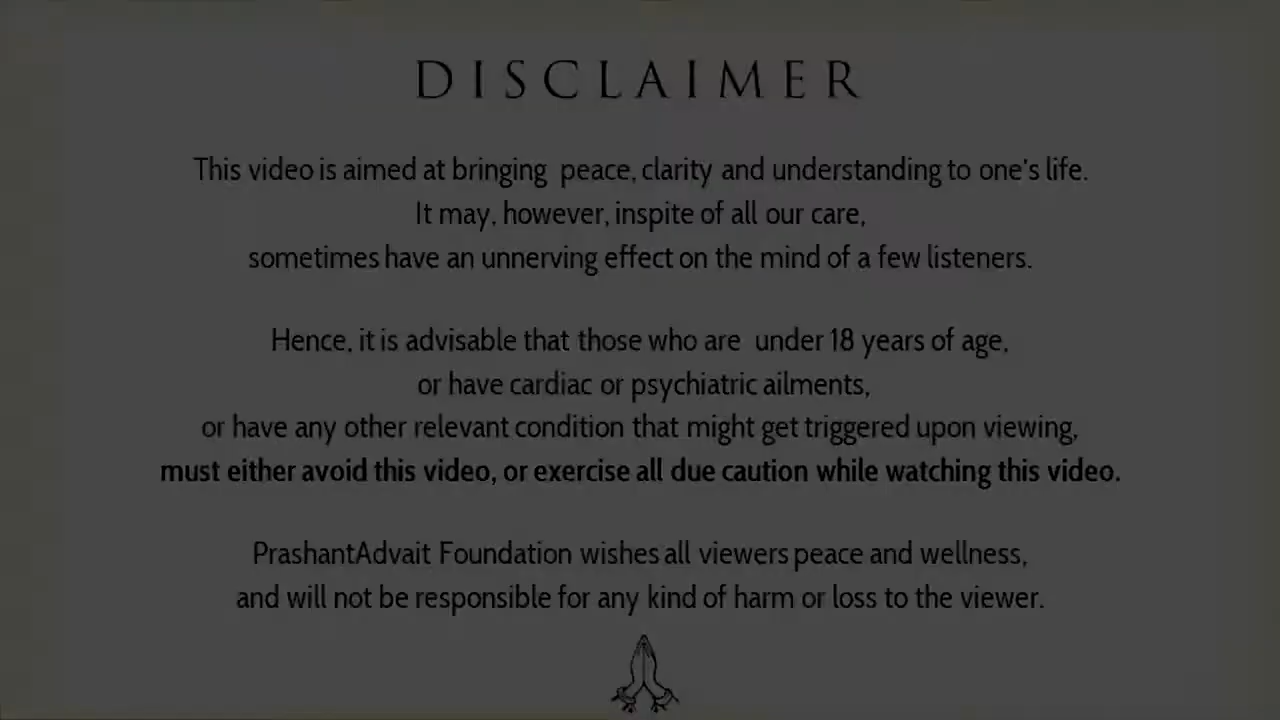 DISCLAIMER
This video is aimed at bringing peace, clarity and understanding to one's life.
It may, however, inspite of all our care,
sometimes have an unnerving effect on the mind of a few listeners.
Hence, it is advisable that those who are under 18 years of age,
or have cardiac or psychiatric ailments,
or have any other relevant condition that might get triggered upon viewing,
must either avoid this video, or exercise all due caution while watching this video.
PrashantAdvait Foundation wishes all viewers peace and wellness,
and will not be responsible for any kind of harm or loss to the viewer.